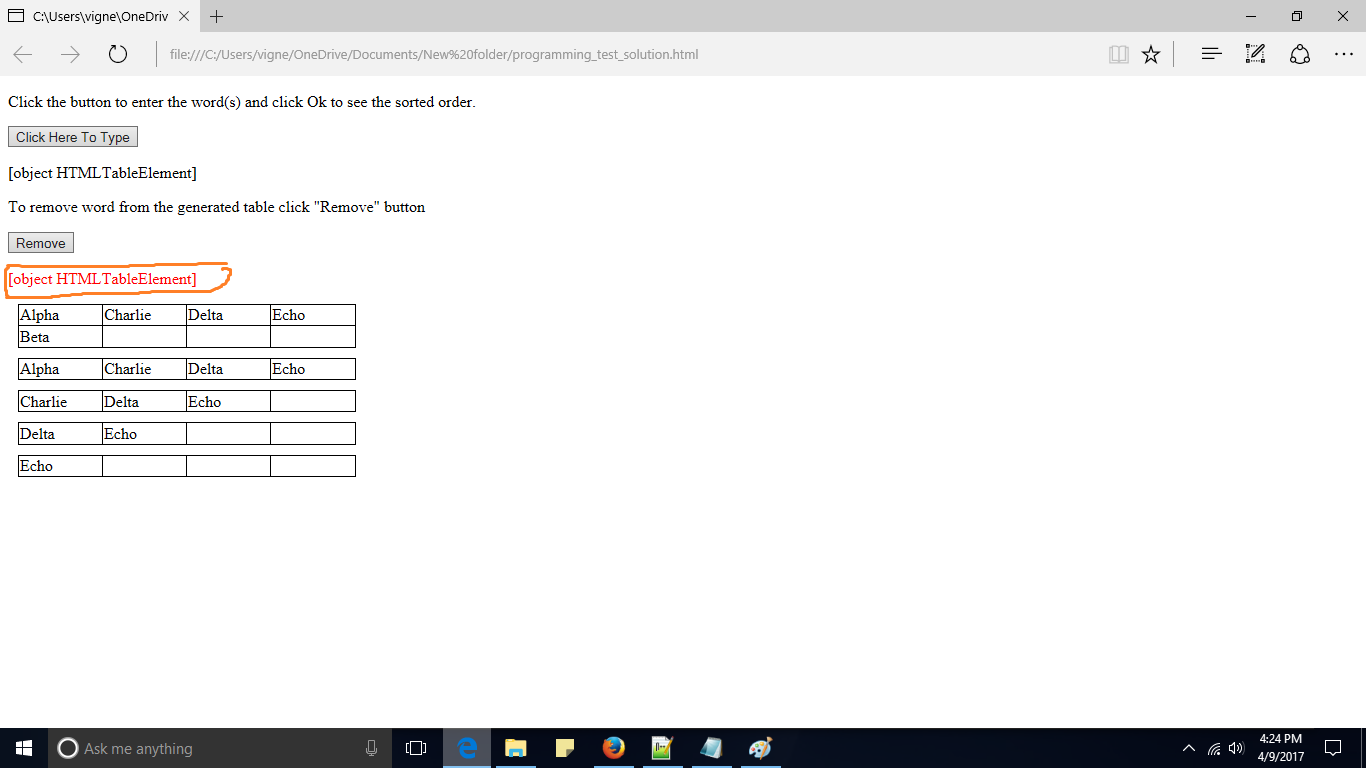 C:\Users\vigne\OneDriv
file:///C:/Users/vigne/OneDrive/Documents/New%20folder/programming_test_solution.html
Click the button to enter the word(s) and click Ok to see the sorted order.
Click Here To Type
[object HTMLTableElement]
To remove word from the generated table click "Remove" button
Remove
[object HTMLTableElement]
Alpha Charlie Delta Echo
Beta
Alpha Charlie Delta Echo
Charlie Delta Echo
Delta Echo
Echo
Ask me anything
4:24 PM
4/9/2017